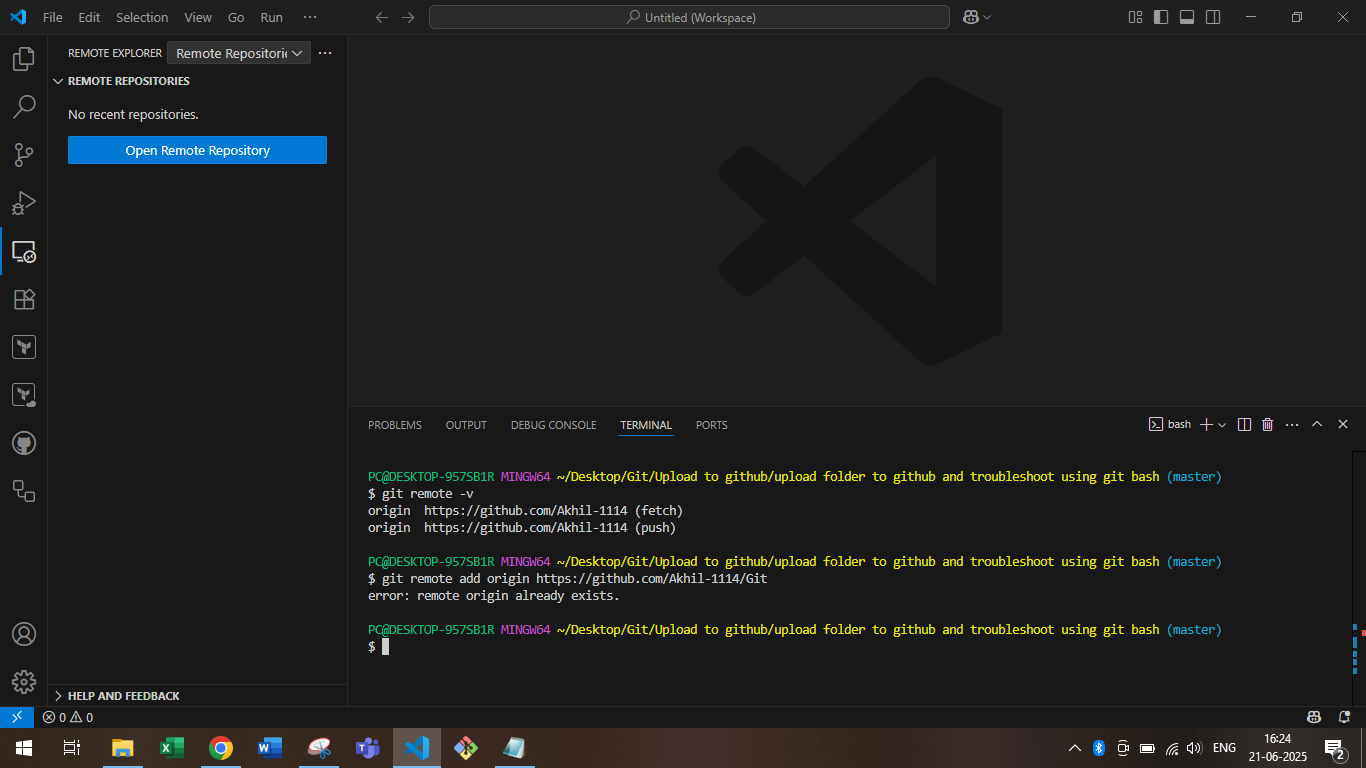 File Edit Selection View Go Run ···
Untitled (Workspace)
REMOTE EXPLORER Remote Repositorie
REMOTE REPOSITORIES
No recent repositories.
Open Remote Repository
PROBLEMS OUTPUT DEBUG CONSOLE TERMINAL PORTS
bash
PC@DESKTOP-957SB1R MINGW64 ~/Desktop/Git/Upload to github/upload folder to github and troubleshoot using git bash (master)
$ git remote -v
origin  https://github.com/Akhil-1114 (fetch)
origin  https://github.com/Akhil-1114 (push)
PC@DESKTOP-957SB1R MINGW64 ~/Desktop/Git/Upload to github/upload folder to github and troubleshoot using git bash (master)
$ git remote add origin https://github.com/Akhil-1114/Git
error: remote origin already exists.
PC@DESKTOP-957SB1R MINGW64 ~/Desktop/Git/Upload to github/upload folder to github and troubleshoot using git bash (master)
$
HELP AND FEEDBACK
0 0
ENG
16:24
21-06-2025
2